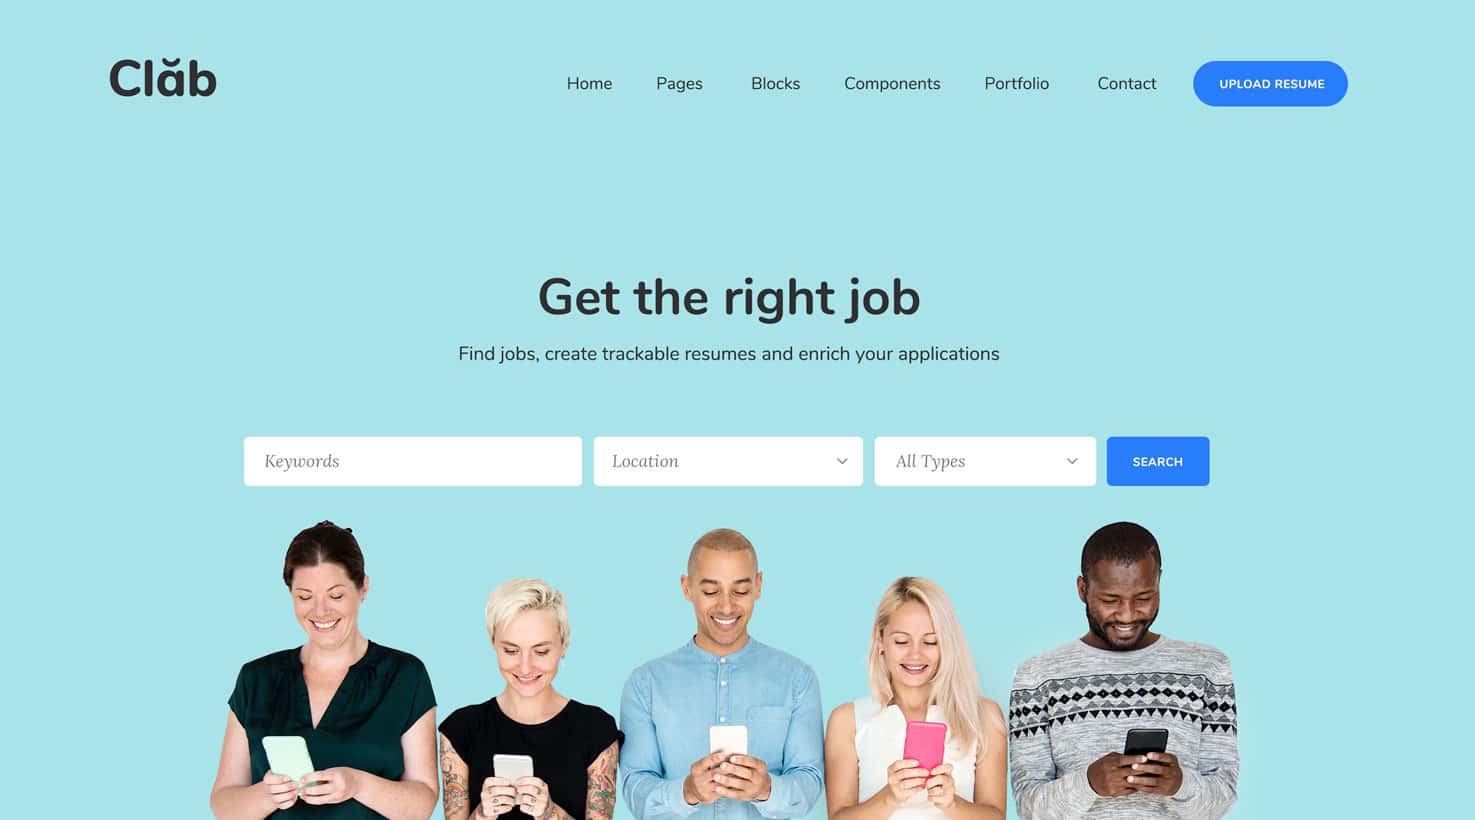 Clăb
Home Pages Blocks Components Portfolio Contact UPLOAD RESUME
Get the right job
Find jobs, create trackable resumes and enrich your applications
Keywords Location All Types SEARCH